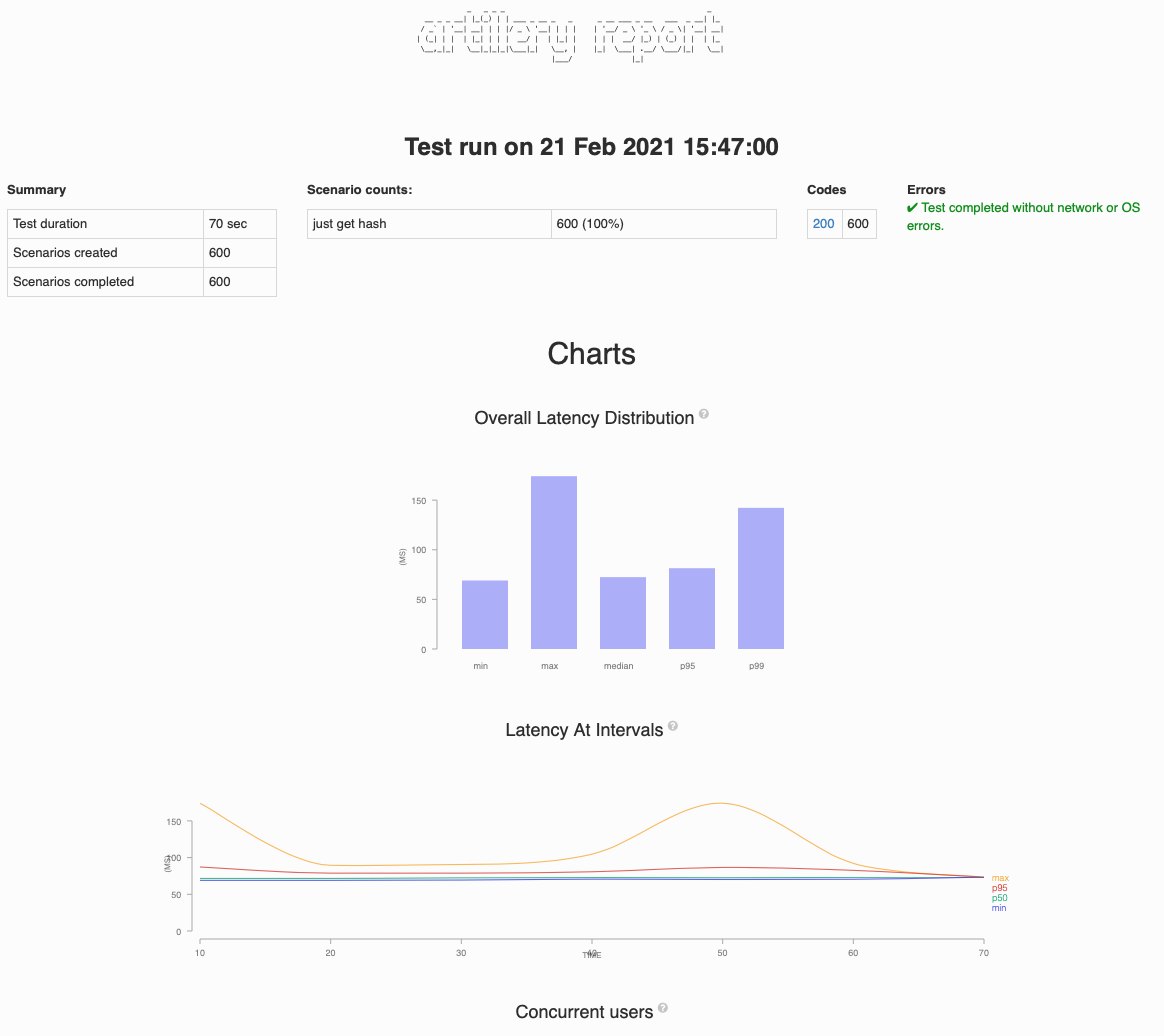 artillery report
Test run on 21 Feb 2021 15:47:00
Summary
Test duration 70 sec
Scenarios created 600
Scenarios completed 600
Scenario counts:
just get hash 600 (100%)
Codes
200 600
Errors
✔ Test completed without network or OS
errors.
Charts
Overall Latency Distribution ?
(MS)
150
100
50
0
min max median p95 p99
Latency At Intervals ?
(MS)
150
100
50
0
max
p95
p50
min
10 20 30 40 50 60 70
TIME
Concurrent users ?